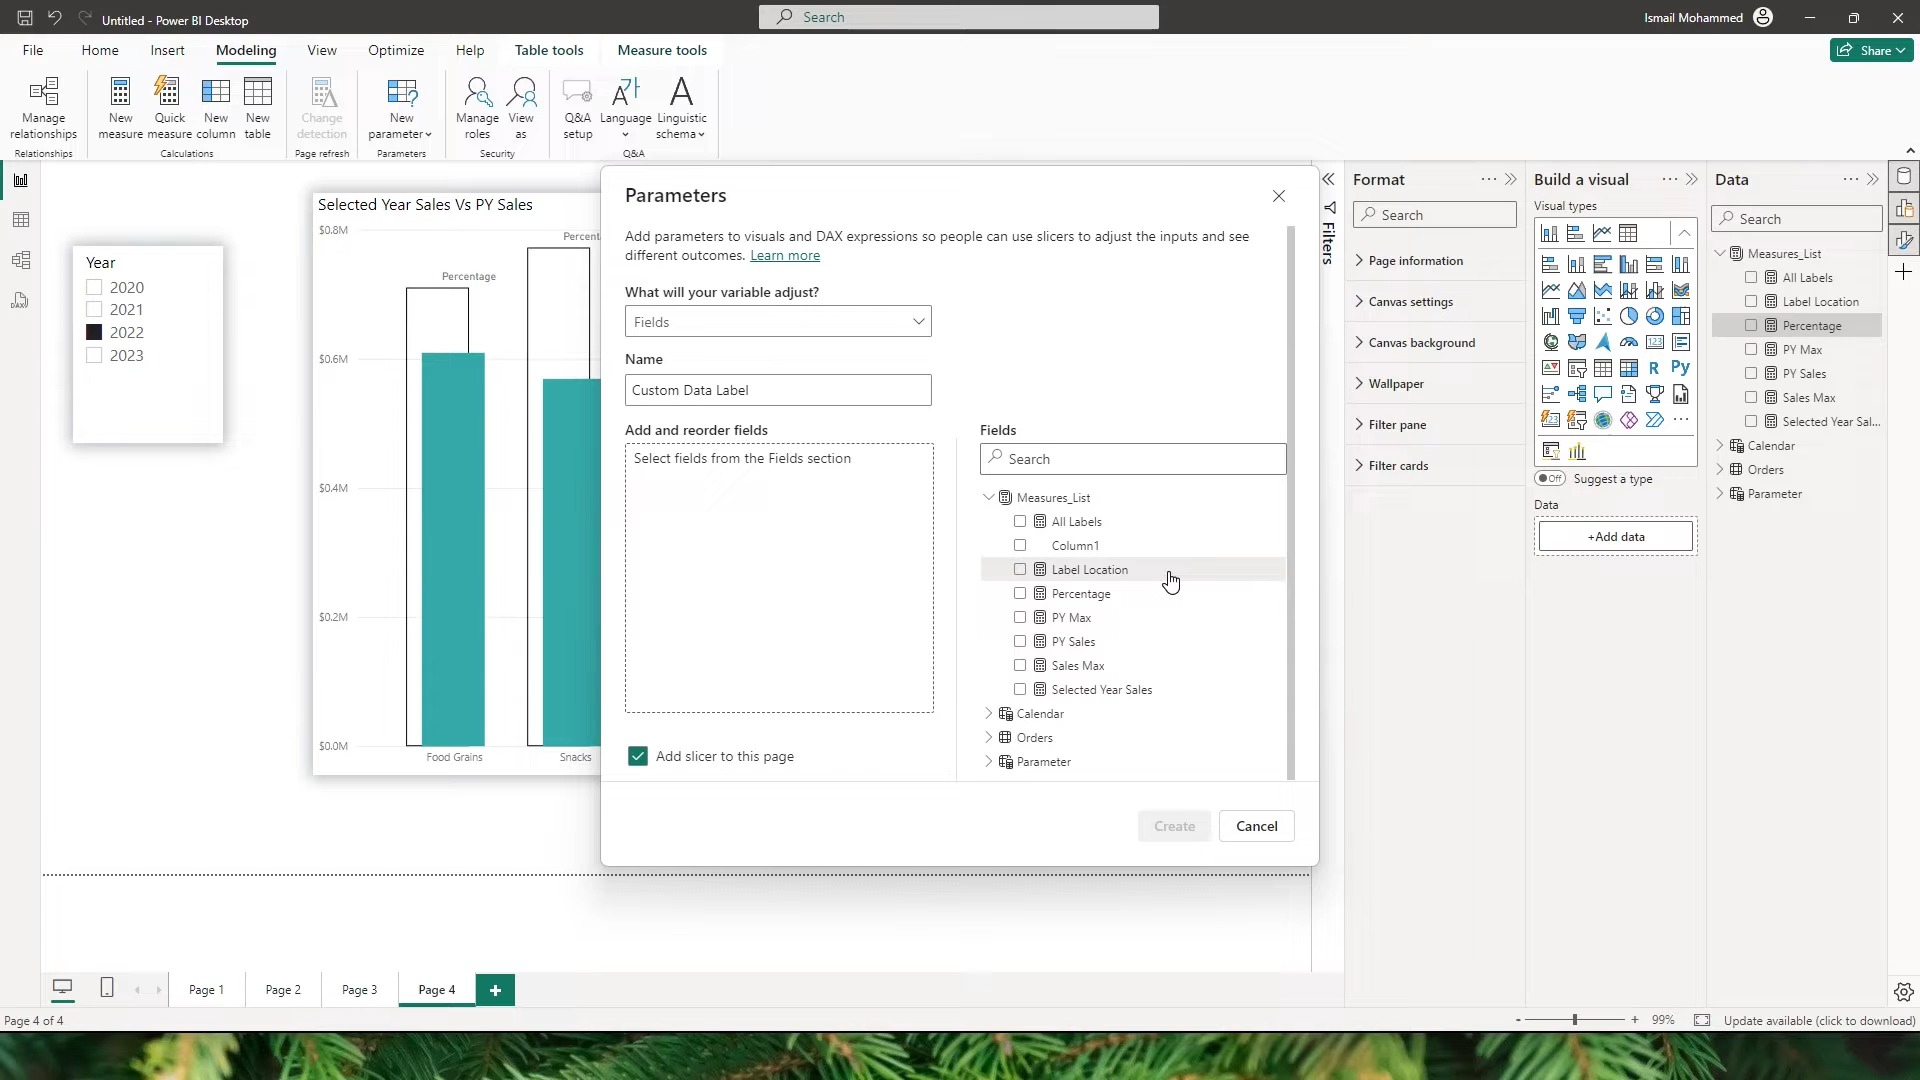 Untitled - Power BI Desktop
Search
Ismail Mohammed
File
Home
Insert
Modeling
View
Optimize
Help
Table tools
Measure tools
Share
Manage relationships
New measure
Quick measure
New column
New table
Change detection
New parameter
Manage roles
View as
Q&A setup
Language
Linguistic schema
Relationships
Calculations
Page refresh
Parameters
Security
Q&A
Selected Year Sales Vs PY Sales
$0.8M
$0.6M
$0.4M
$0.2M
$0.0M
Percentage
Food Grains
Snacks
Year
2020
2021
2022
2023
Parameters
Add parameters to visuals and DAX expressions so people can use slicers to adjust the inputs and see
different outcomes. Learn more
What will your variable adjust?
Fields
Name
Custom Data Label
Add and reorder fields
Select fields from the Fields section
Add slicer to this page
Fields
Search
Measures_List
All Labels
Column1
Label Location
Percentage
PY Max
PY Sales
Sales Max
Selected Year Sales
Calendar
Orders
Parameter
Create
Cancel
Filters
Format
Search
Page information
Canvas settings
Canvas background
Wallpaper
Filter pane
Filter cards
Build a visual
Visual types
R
Py
123
Off
Suggest a type
Data
+Add data
Data
Search
Measures_List
All Labels
Label Location
Percentage
PY Max
PY Sales
Sales Max
Selected Year Sal...
Calendar
Orders
Parameter
Page 1
Page 2
Page 3
Page 4
Page 4 of 4
99%
Update available (click to download)